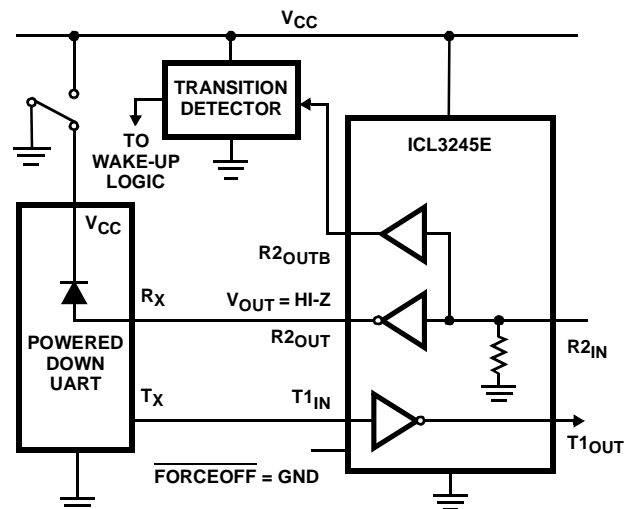 VCC
TRANSITION
DETECTOR
TO
WAKE-UP
LOGIC
ICL3245E
VCC
R2OUTB
RX
VOUT = HI-Z
R2OUT
R2IN
POWERED
DOWN
UART
TX
T1IN
T1OUT
FORCEOFF = GND